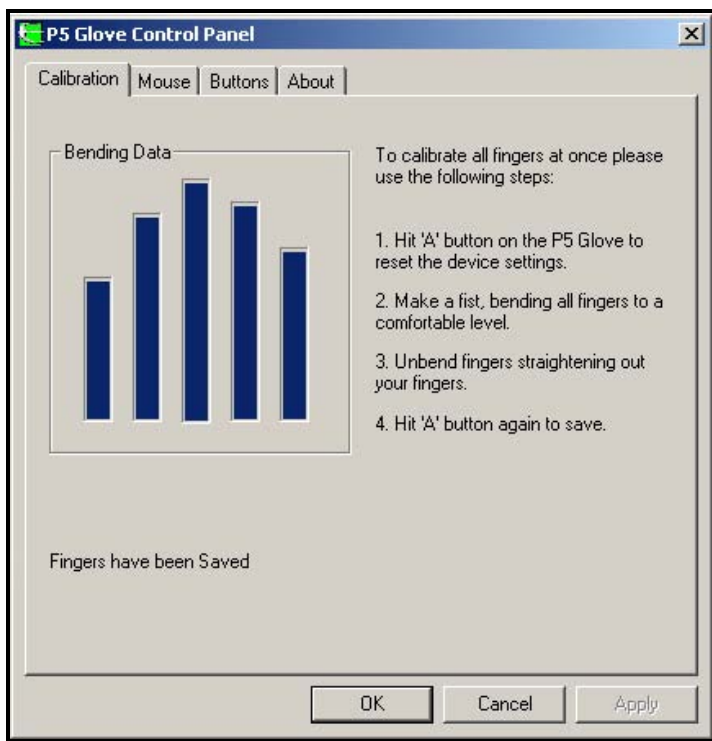 P5 Glove Control Panel
Calibration Mouse Buttons About
Bending Data
To calibrate all fingers at once please
use the following steps:
1. Hit 'A' button on the P5 Glove to
reset the device settings.
2. Make a fist, bending all fingers to a
comfortable level.
3. Unbend fingers straightening out
your fingers.
4. Hit 'A' button again to save.
Fingers have been Saved
OK Cancel Apply